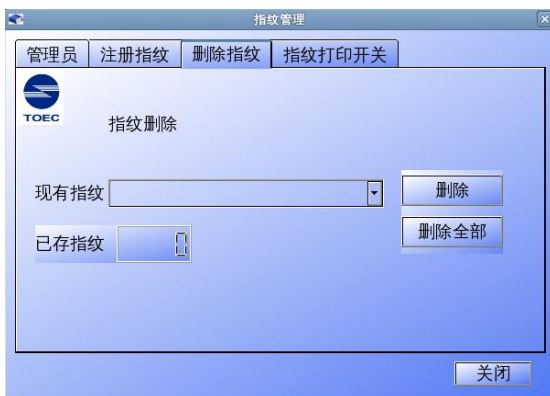 指纹管理
管理员 注册指纹 删除指纹 指纹打印开关
TOEC
指纹删除
现有指纹
删除
已存指纹 0
删除全部
关闭